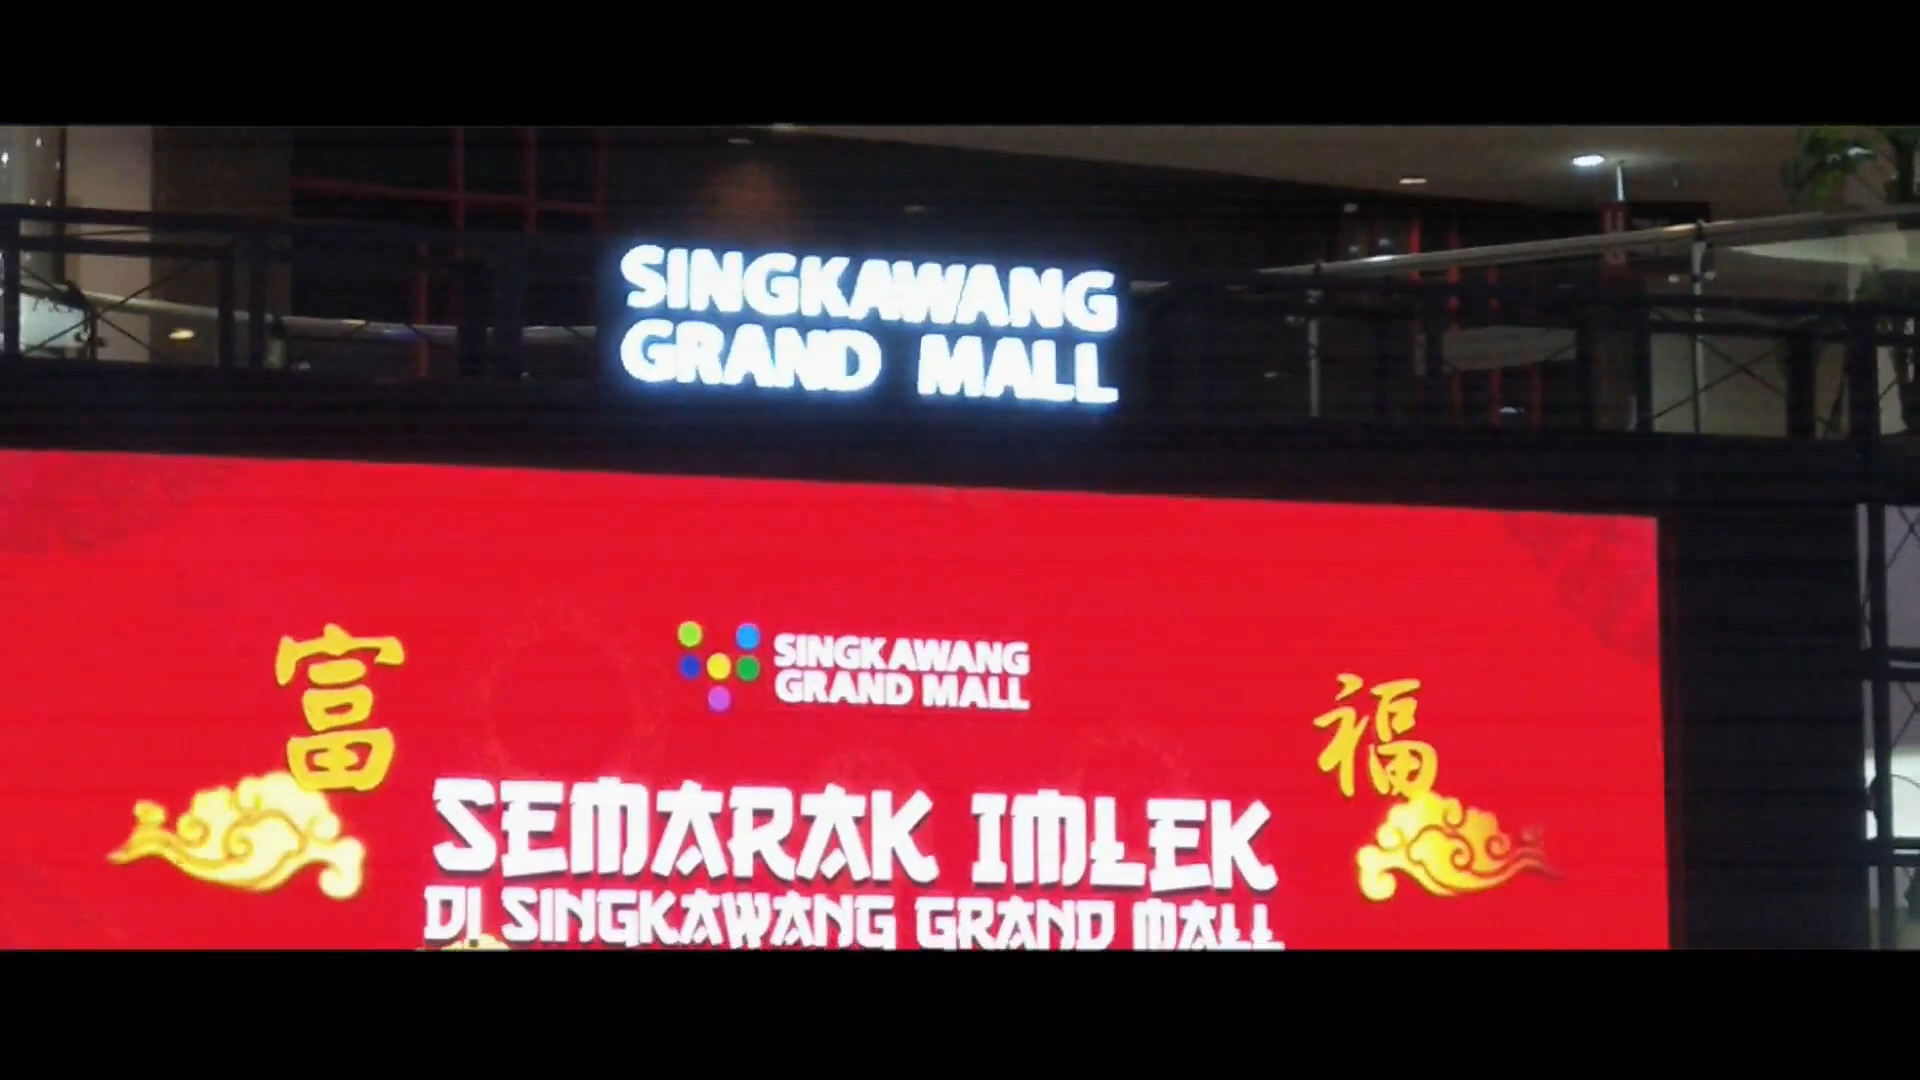 SINGKAWANG
GRAND MALL
富
SINGKAWANG
GRAND MALL
福
SEMARAK IMLEK
DI SINGKAWANG GRAND MALL